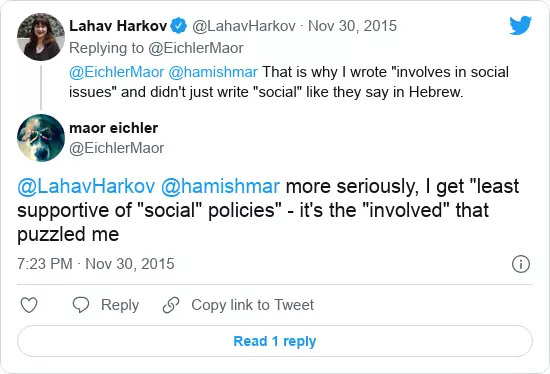 Lahav Harkov @LahavHarkov · Nov 30, 2015
Replying to @EichlerMaor
@EichlerMaor @hamishmar That is why I wrote "involves in social
issues" and didn't just write "social" like they say in Hebrew.
maor eichler
@EichlerMaor
@LahavHarkov @hamishmar more seriously, I get "least
supportive of "social" policies" - it's the "involved" that
puzzled me
7:23 PM · Nov 30, 2015
Reply Copy link to Tweet
Read 1 reply